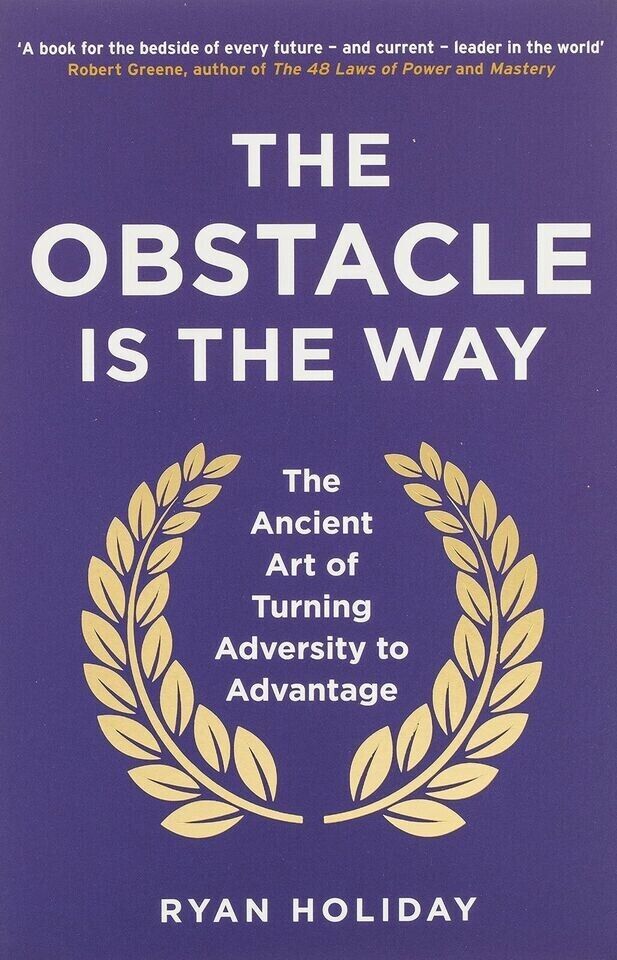 ‘A book for the bedside of every future – and current – leader in the world’
Robert Greene, author of The 48 Laws of Power and Mastery
THE
OBSTACLE
IS THE WAY
The
Ancient
Art of
Turning
Adversity to
Advantage
RYAN HOLIDAY